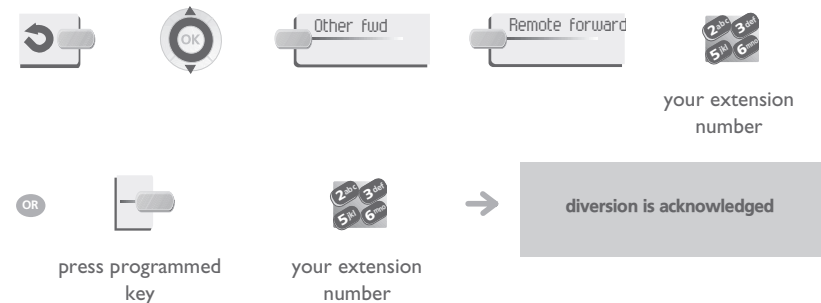 OK
Other fwd
Remote forward
2abc 3def
5jkl 6mno
your extension
number
OR
2abc 3def
5jkl 6mno
diversion is acknowledged
press programmed
key
your extension
number